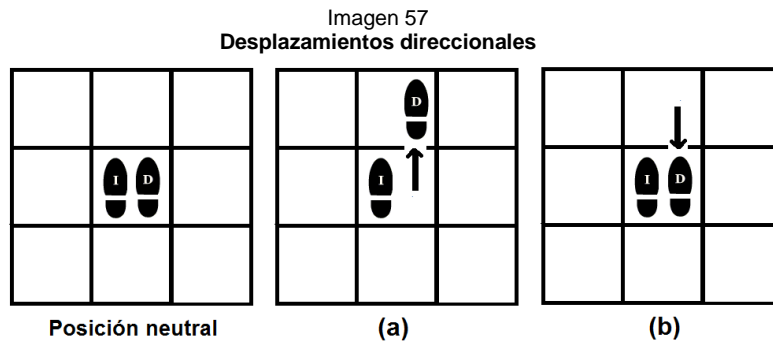 Imagen 57
Desplazamientos direccionales
I D
D
I
I D
Posición neutral
(a)
(b)